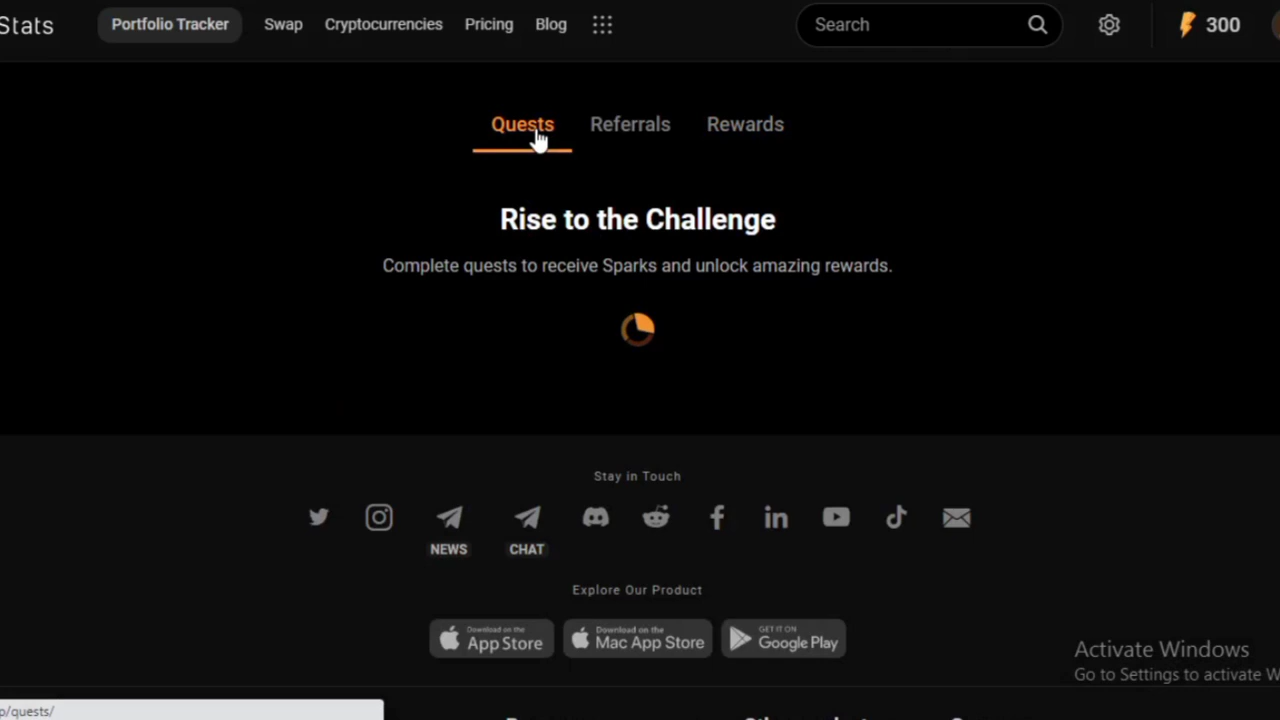 Stats Portfolio Tracker Swap Cryptocurrencies Pricing Blog Search 300
Quests Referrals Rewards
Rise to the Challenge
Complete quests to receive Sparks and unlock amazing rewards.
Stay in Touch
NEWS CHAT
Explore Our Product
Download on the App Store
Download on the Mac App Store
GET IT ON Google Play
Activate Windows
Go to Settings to activate W
p/quests/